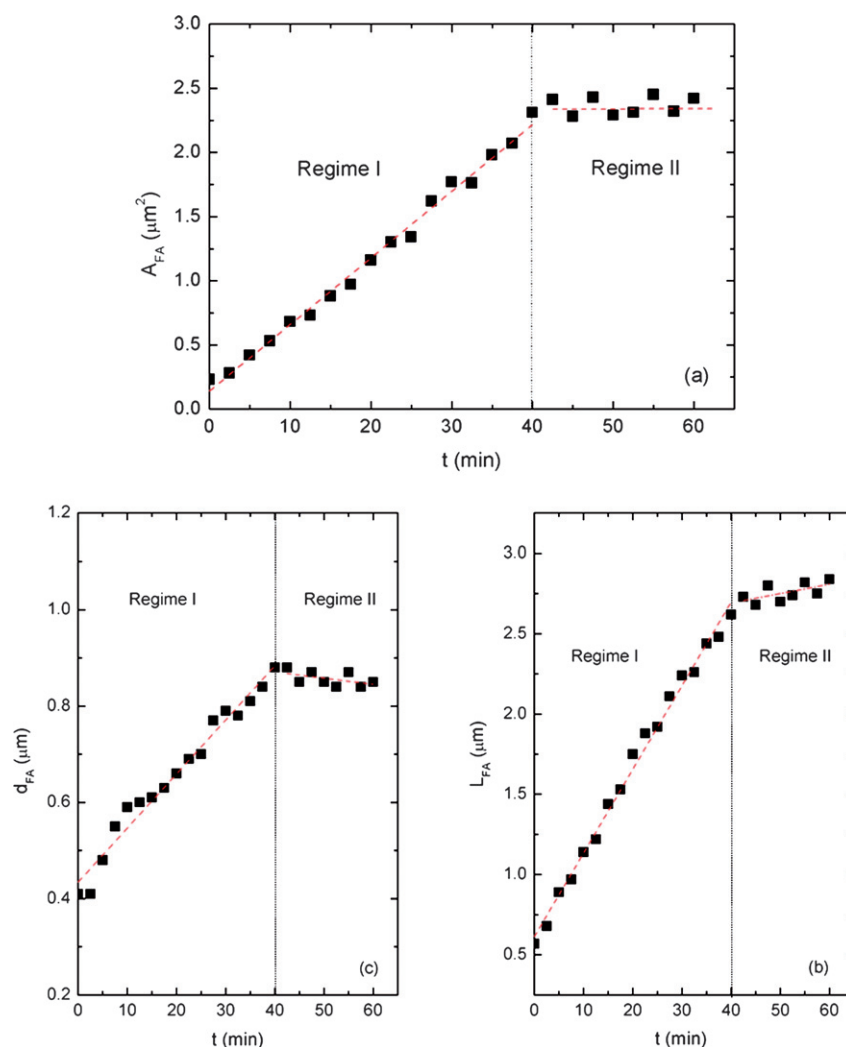 3.0
2.5
2.0
1.5
1.0
0.5
0.0
A_FA (μm²)
Regime I
Regime II
(a)
0 10 20 30 40 50 60
t (min)
1.2
1.0
0.8
0.6
0.4
0.2
d_FA (μm)
Regime I
Regime II
(c)
0 10 20 30 40 50 60
t (min)
3.0
2.5
2.0
1.5
1.0
0.5
L_FA (μm)
Regime I
Regime II
(b)
0 10 20 30 40 50 60
t (min)